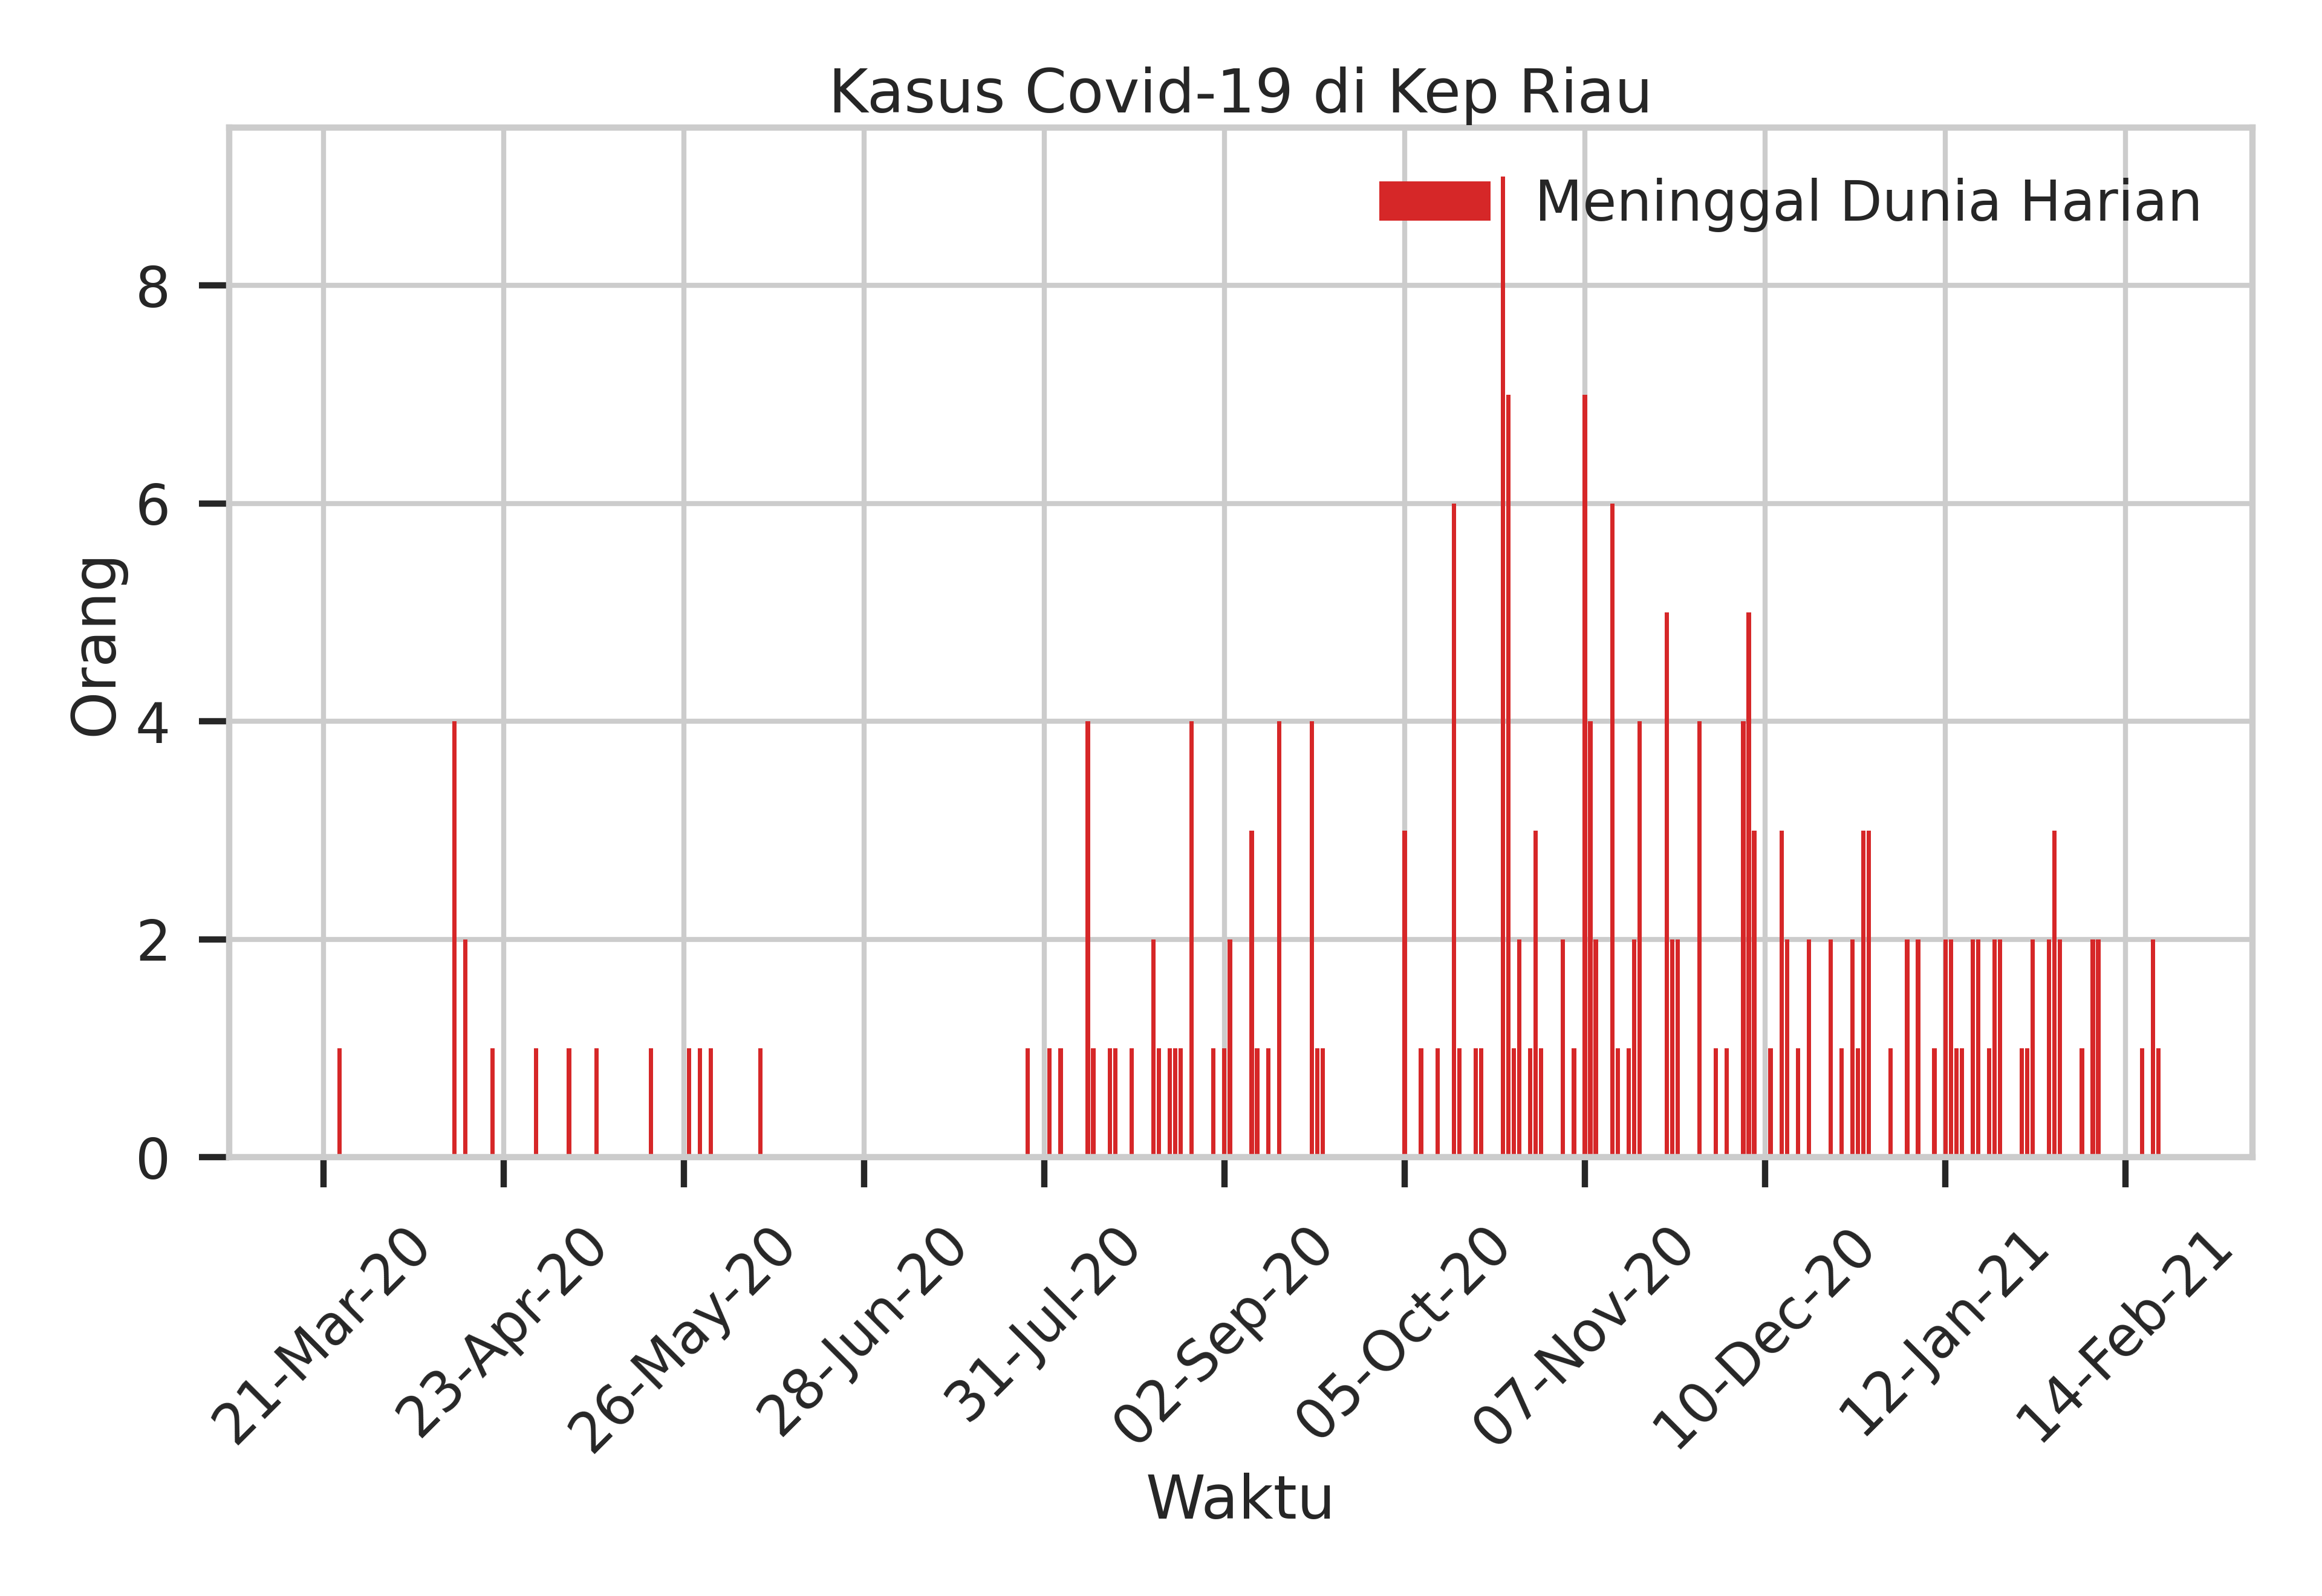 Kasus Covid-19 di Kep Riau
Meninggal Dunia Harian
Orang
8
6
4
2
0
21-Mar-20
23-Apr-20
26-May-20
28-Jun-20
31-Jul-20
02-Sep-20
05-Oct-20
07-Nov-20
10-Dec-20
12-Jan-21
14-Feb-21
Waktu